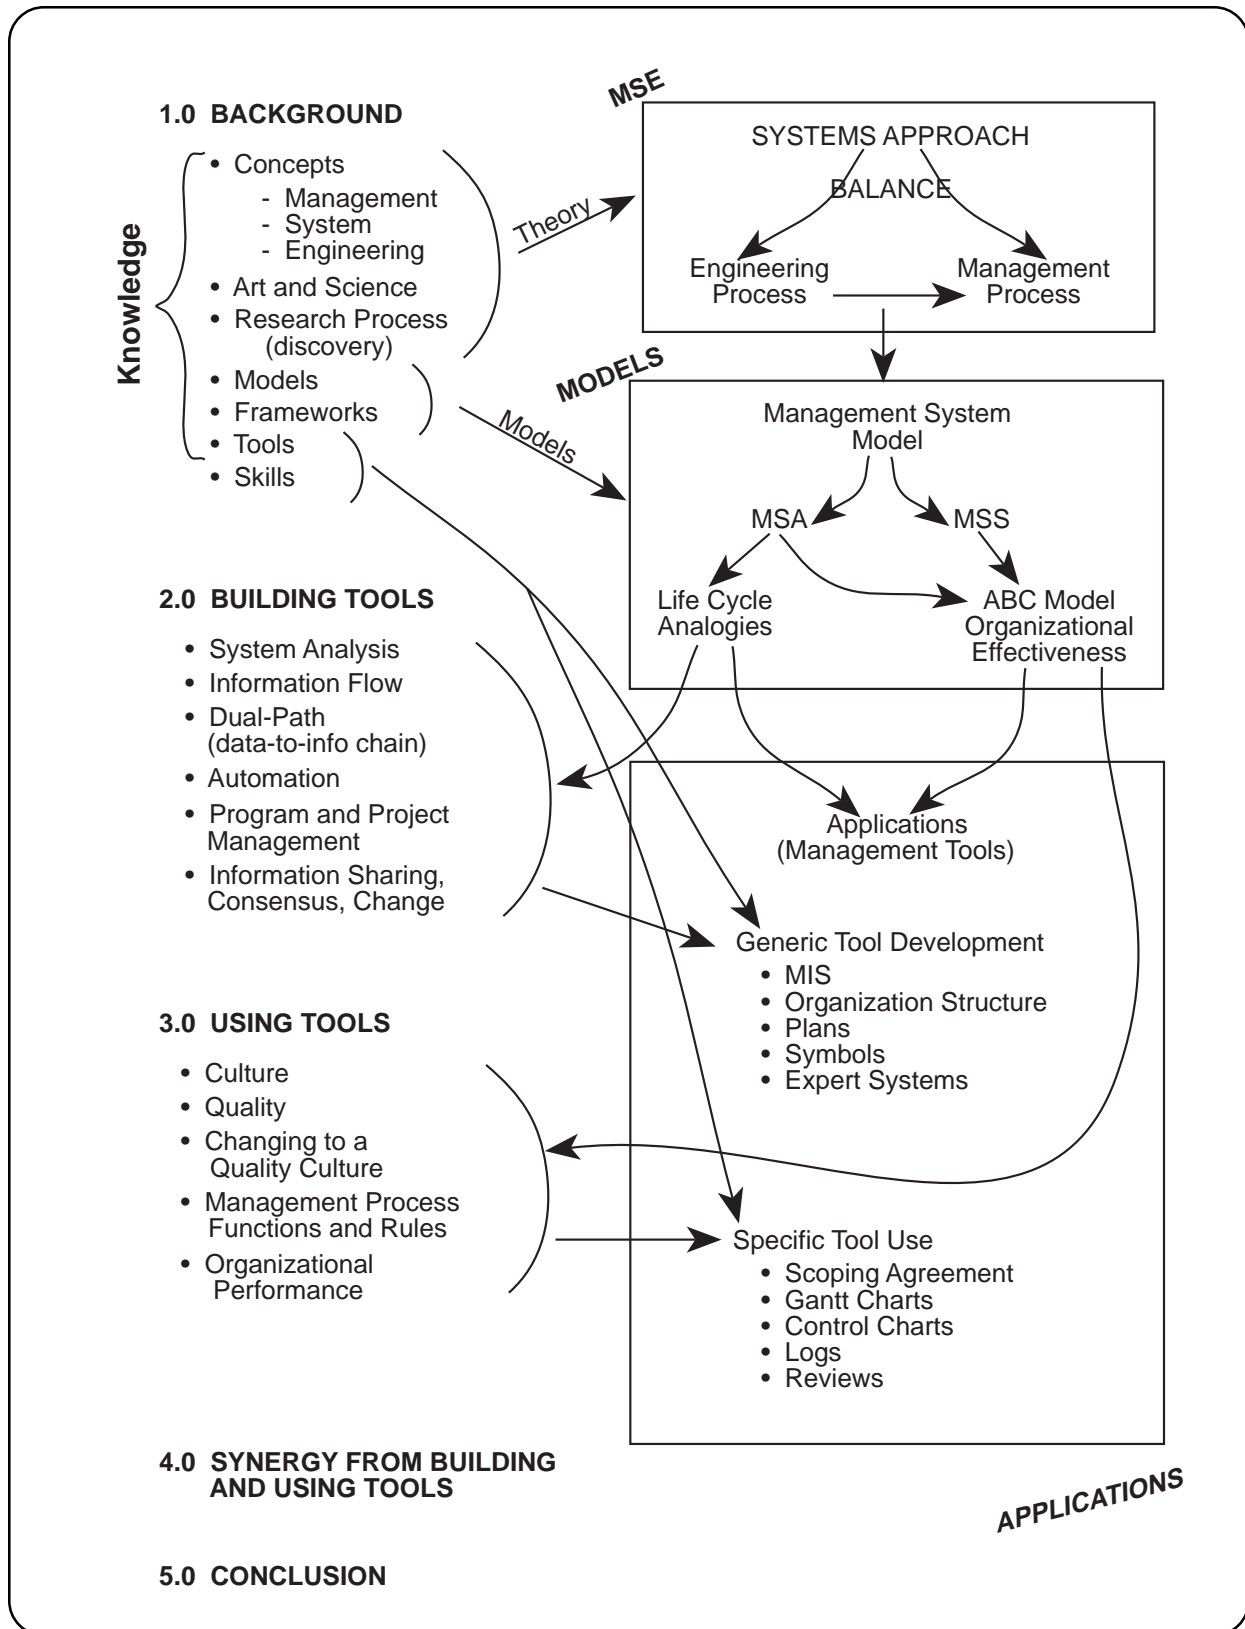 1.0 BACKGROUND
Knowledge
• Concepts
- Management
- System
- Engineering
• Art and Science
• Research Process
(discovery)
• Models
• Frameworks
• Tools
• Skills
Theory
Models
2.0 BUILDING TOOLS
• System Analysis
• Information Flow
• Dual-Path
(data-to-info chain)
• Automation
• Program and Project
Management
• Information Sharing,
Consensus, Change
3.0 USING TOOLS
• Culture
• Quality
• Changing to a
Quality Culture
• Management Process
Functions and Rules
• Organizational
Performance
4.0 SYNERGY FROM BUILDING
AND USING TOOLS
5.0 CONCLUSION
MSE
SYSTEMS APPROACH
BALANCE
Engineering
Process
Management
Process
MODELS
Management System
Model
MSA
MSS
Life Cycle
Analogies
ABC Model
Organizational
Effectiveness
Applications
(Management Tools)
Generic Tool Development
• MIS
• Organization Structure
• Plans
• Symbols
• Expert Systems
Specific Tool Use
• Scoping Agreement
• Gantt Charts
• Control Charts
• Logs
• Reviews
APPLICATIONS